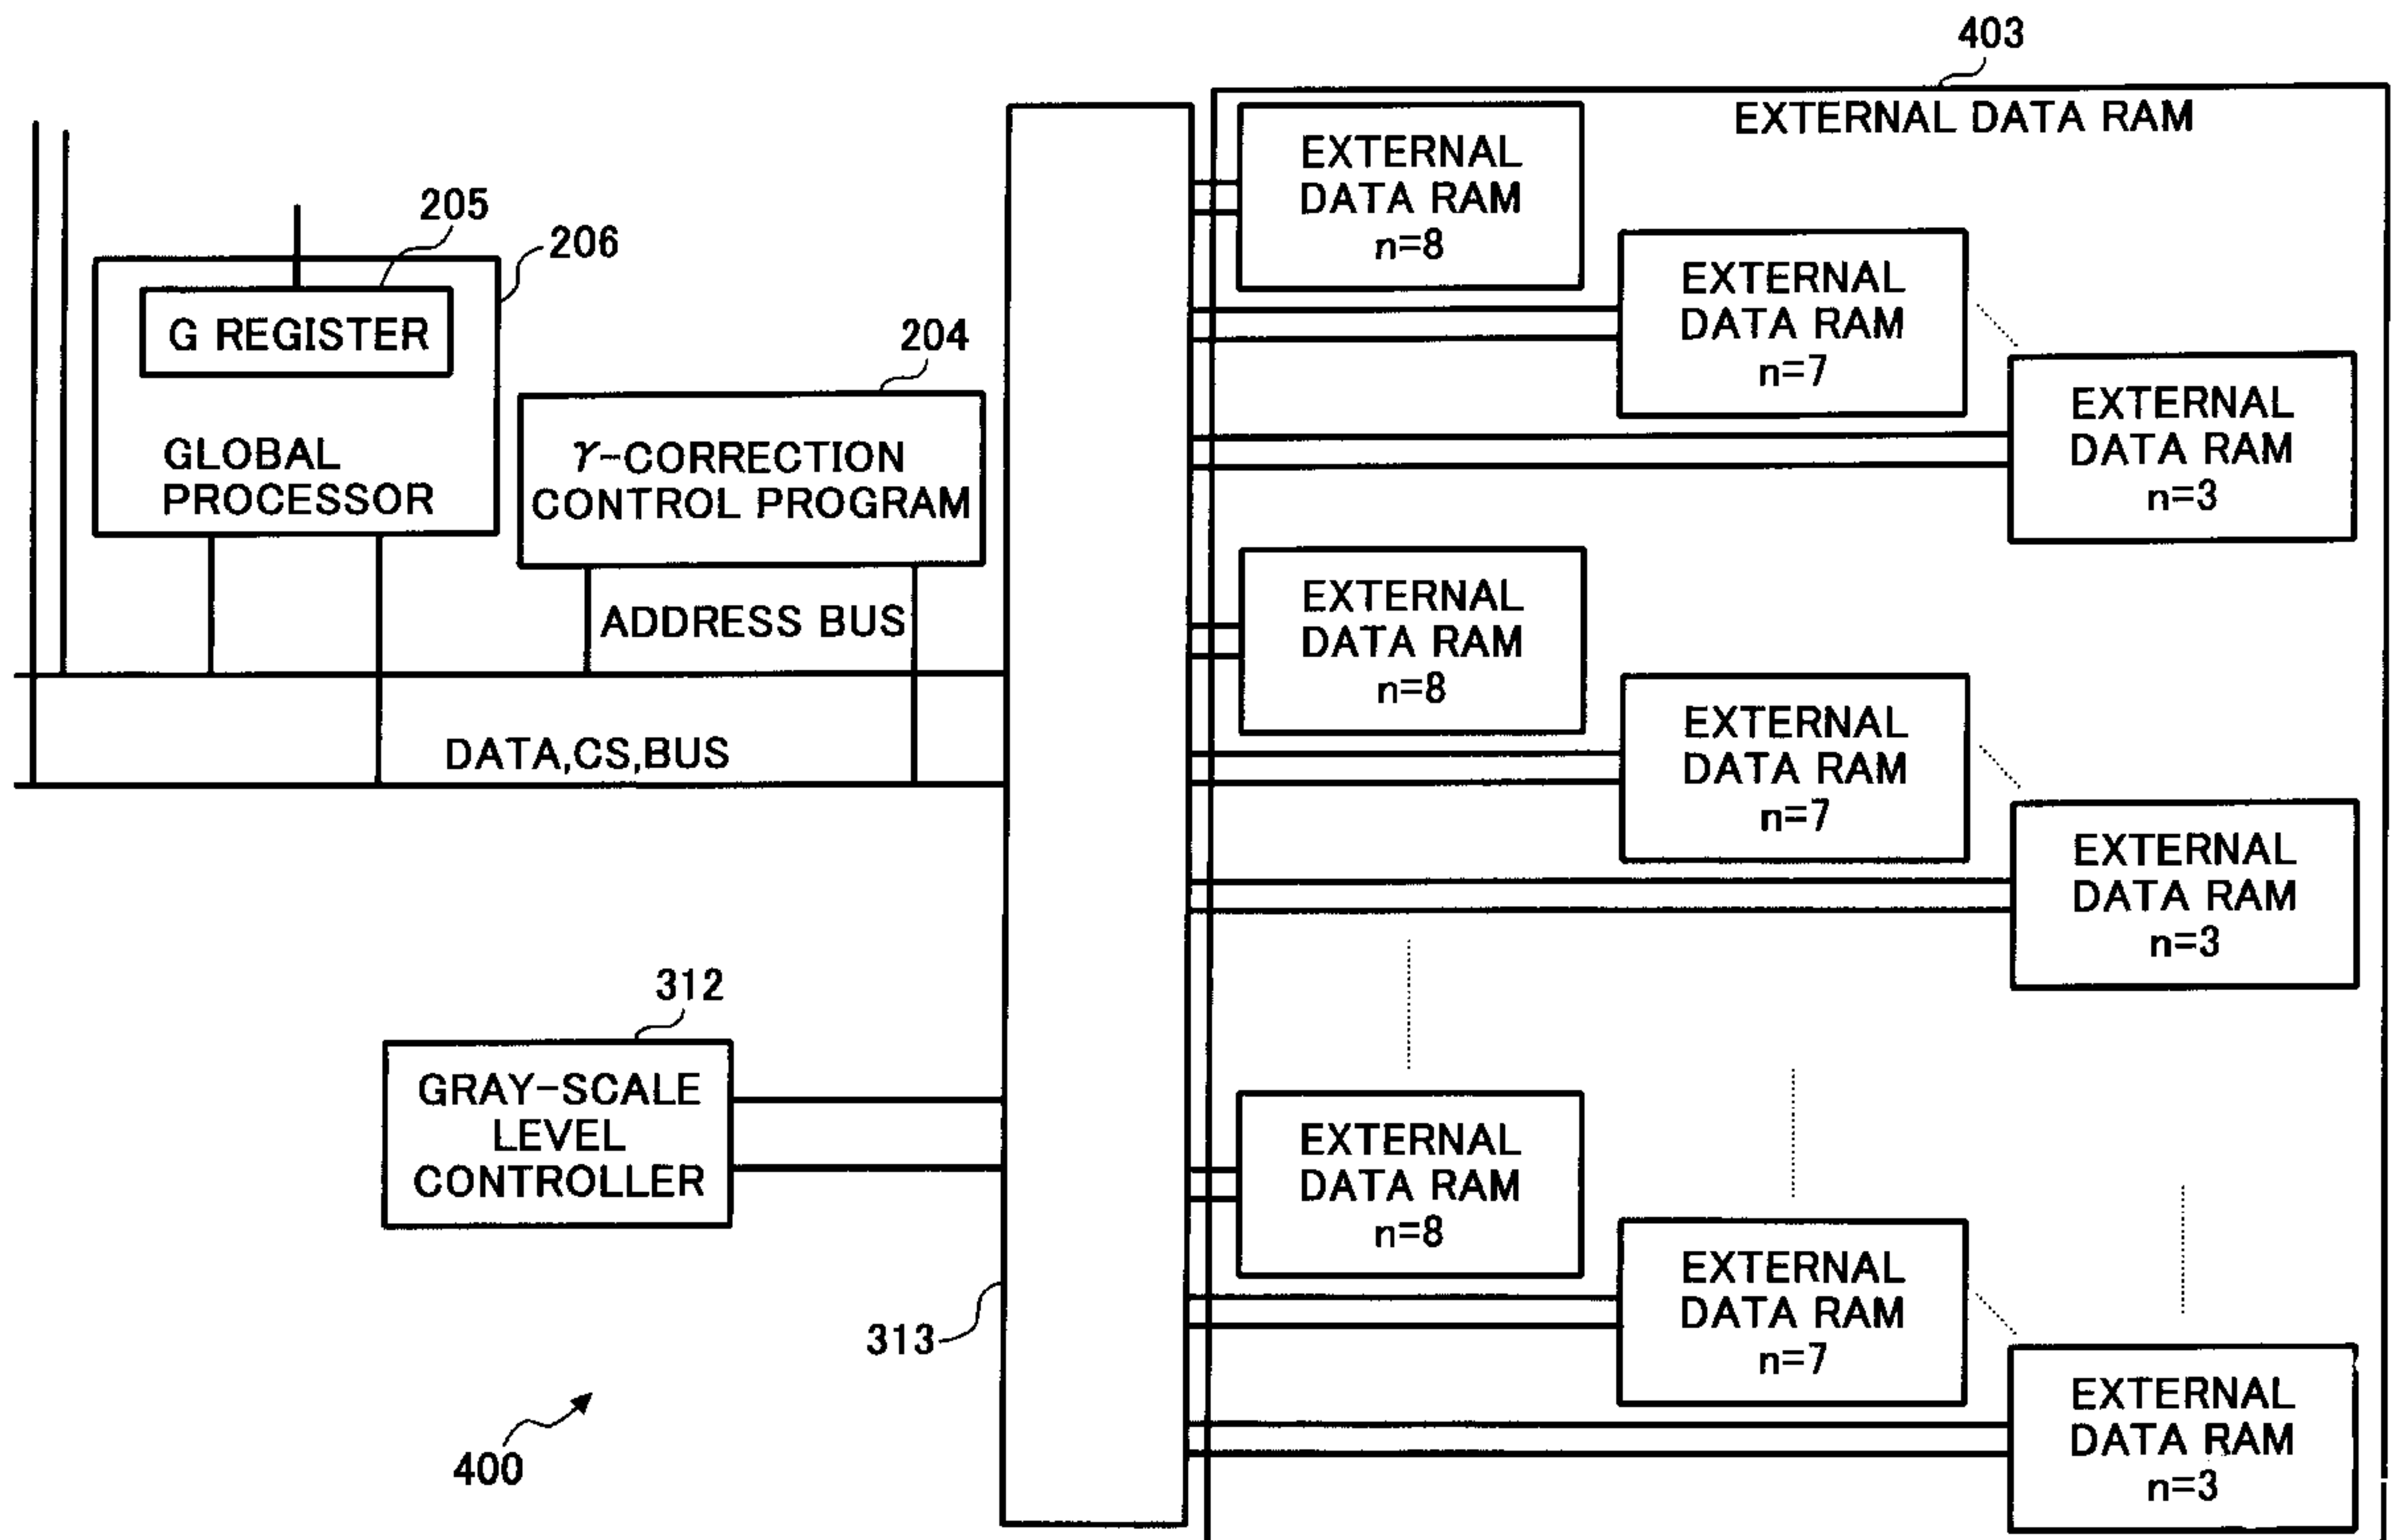 403
EXTERNAL DATA RAM
EXTERNAL
DATA RAM
n=8
EXTERNAL
DATA RAM
n=7
EXTERNAL
DATA RAM
n=3
205
206
G REGISTER
GLOBAL
PROCESSOR
204
γ-CORRECTION
CONTROL PROGRAM
ADDRESS BUS
DATA,CS,BUS
EXTERNAL
DATA RAM
n=8
EXTERNAL
DATA RAM
n=7
EXTERNAL
DATA RAM
n=3
312
GRAY-SCALE
LEVEL
CONTROLLER
313
400
EXTERNAL
DATA RAM
n=8
EXTERNAL
DATA RAM
n=7
EXTERNAL
DATA RAM
n=3